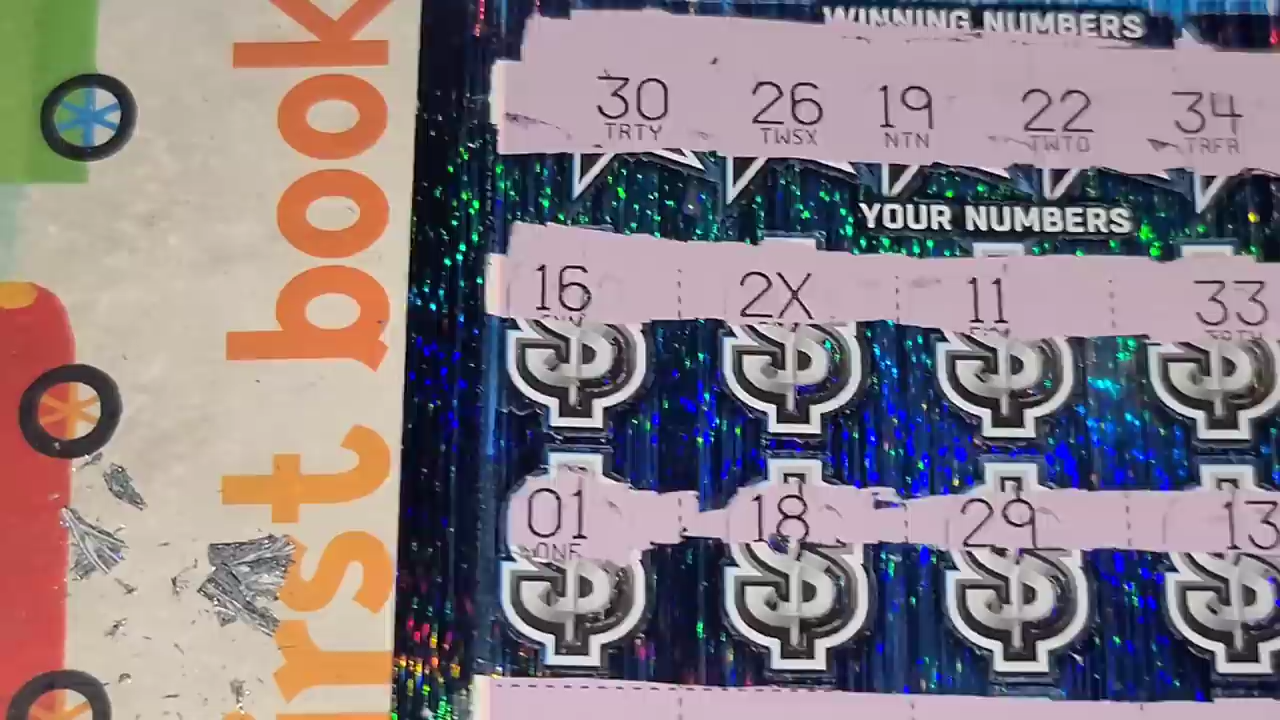 WINNING NUMBERS
30 26 19 22 34
TRTY TWSX NTN TWTO TRFR
YOUR NUMBERS
16 2X 11 33
01 18 29 13
ONE
book